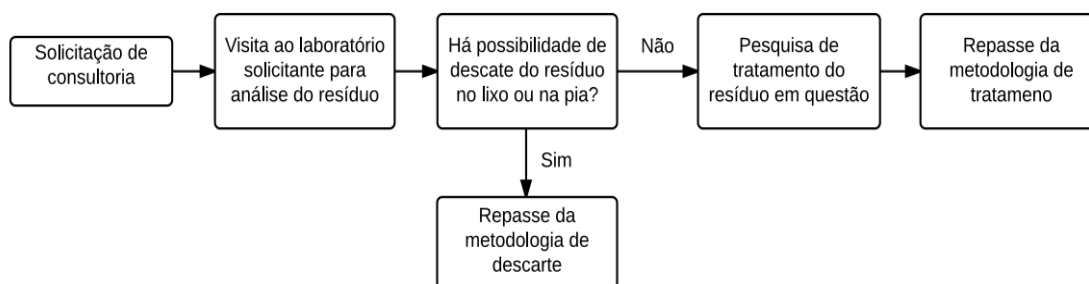 Solicitação de
consultoria
Visita ao laboratório
solicitante para
análise do resíduo
Há possibilidade de
descate do resíduo
no lixo ou na pia?
Não
Pesquisa de
tratamento do
resíduo em questão
Repasse da
metodologia de
tratameno
Sim
Repasse da
metodologia de
descarte